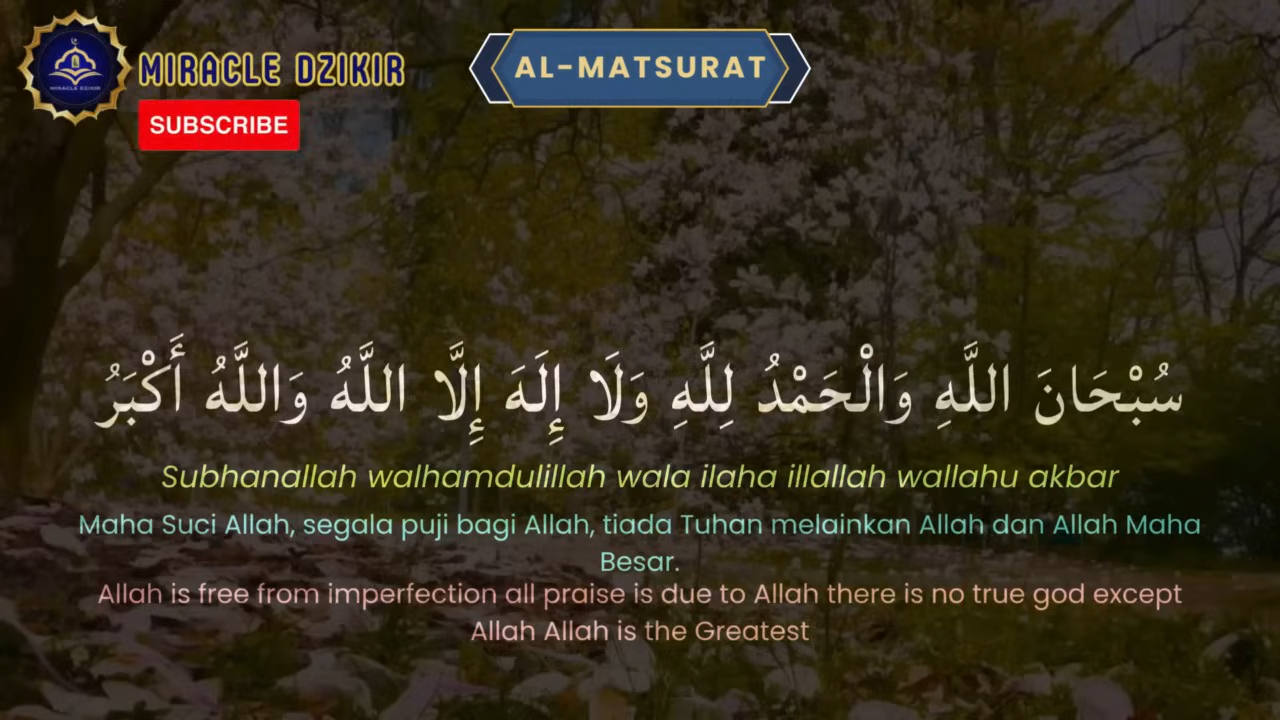 MIRACLE DZIKIR
MIRACLE DZIKIR
SUBSCRIBE
AL-MATSURAT
سُبْحَانَ اللَّهِ وَالْحَمْدُ لِلَّهِ وَلَا إِلَهَ إِلَّا اللَّهُ وَاللَّهُ أَكْبَرُ
Subhanallah walhamdulillah wala ilaha illallah wallahu akbar
Maha Suci Allah, segala puji bagi Allah, tiada Tuhan melainkan Allah dan Allah Maha
Besar.
Allah is free from imperfection all praise is due to Allah there is no true god except
Allah Allah is the Greatest